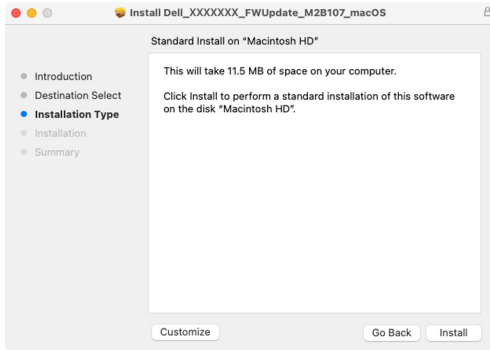 Install Dell_XXXXXXX_FWUpdate_M2B107_macOS
Standard Install on “Macintosh HD”
Introduction
Destination Select
Installation Type
Installation
Summary
This will take 11.5 MB of space on your computer.
Click Install to perform a standard installation of this software
on the disk “Macintosh HD”.
Customize
Go Back
Install